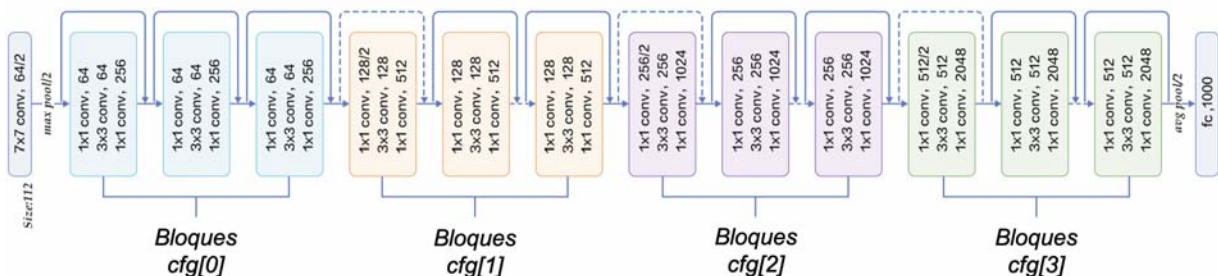 7x7 conv, 64/2
Size:112
max pool/2
1x1 conv, 64
3x3 conv, 64
1x1 conv, 256
1x1 conv, 64
3x3 conv, 64
1x1 conv, 256
1x1 conv, 64
3x3 conv, 64
1x1 conv, 256
1x1 conv, 128/2
3x3 conv, 128
1x1 conv, 512
1x1 conv, 128
3x3 conv, 128
1x1 conv, 512
1x1 conv, 128
3x3 conv, 128
1x1 conv, 512
1x1 conv, 256/2
3x3 conv, 256
1x1 conv, 1024
1x1 conv, 256
3x3 conv, 256
1x1 conv, 1024
1x1 conv, 256
3x3 conv, 256
1x1 conv, 1024
1x1 conv, 512/2
3x3 conv, 512
1x1 conv, 2048
1x1 conv, 512
3x3 conv, 512
1x1 conv, 2048
1x1 conv, 512
3x3 conv, 512
1x1 conv, 2048
avg pool/2
fc ,1000
Bloques
cfg[0]
Bloques
cfg[1]
Bloques
cfg[2]
Bloques
cfg[3]